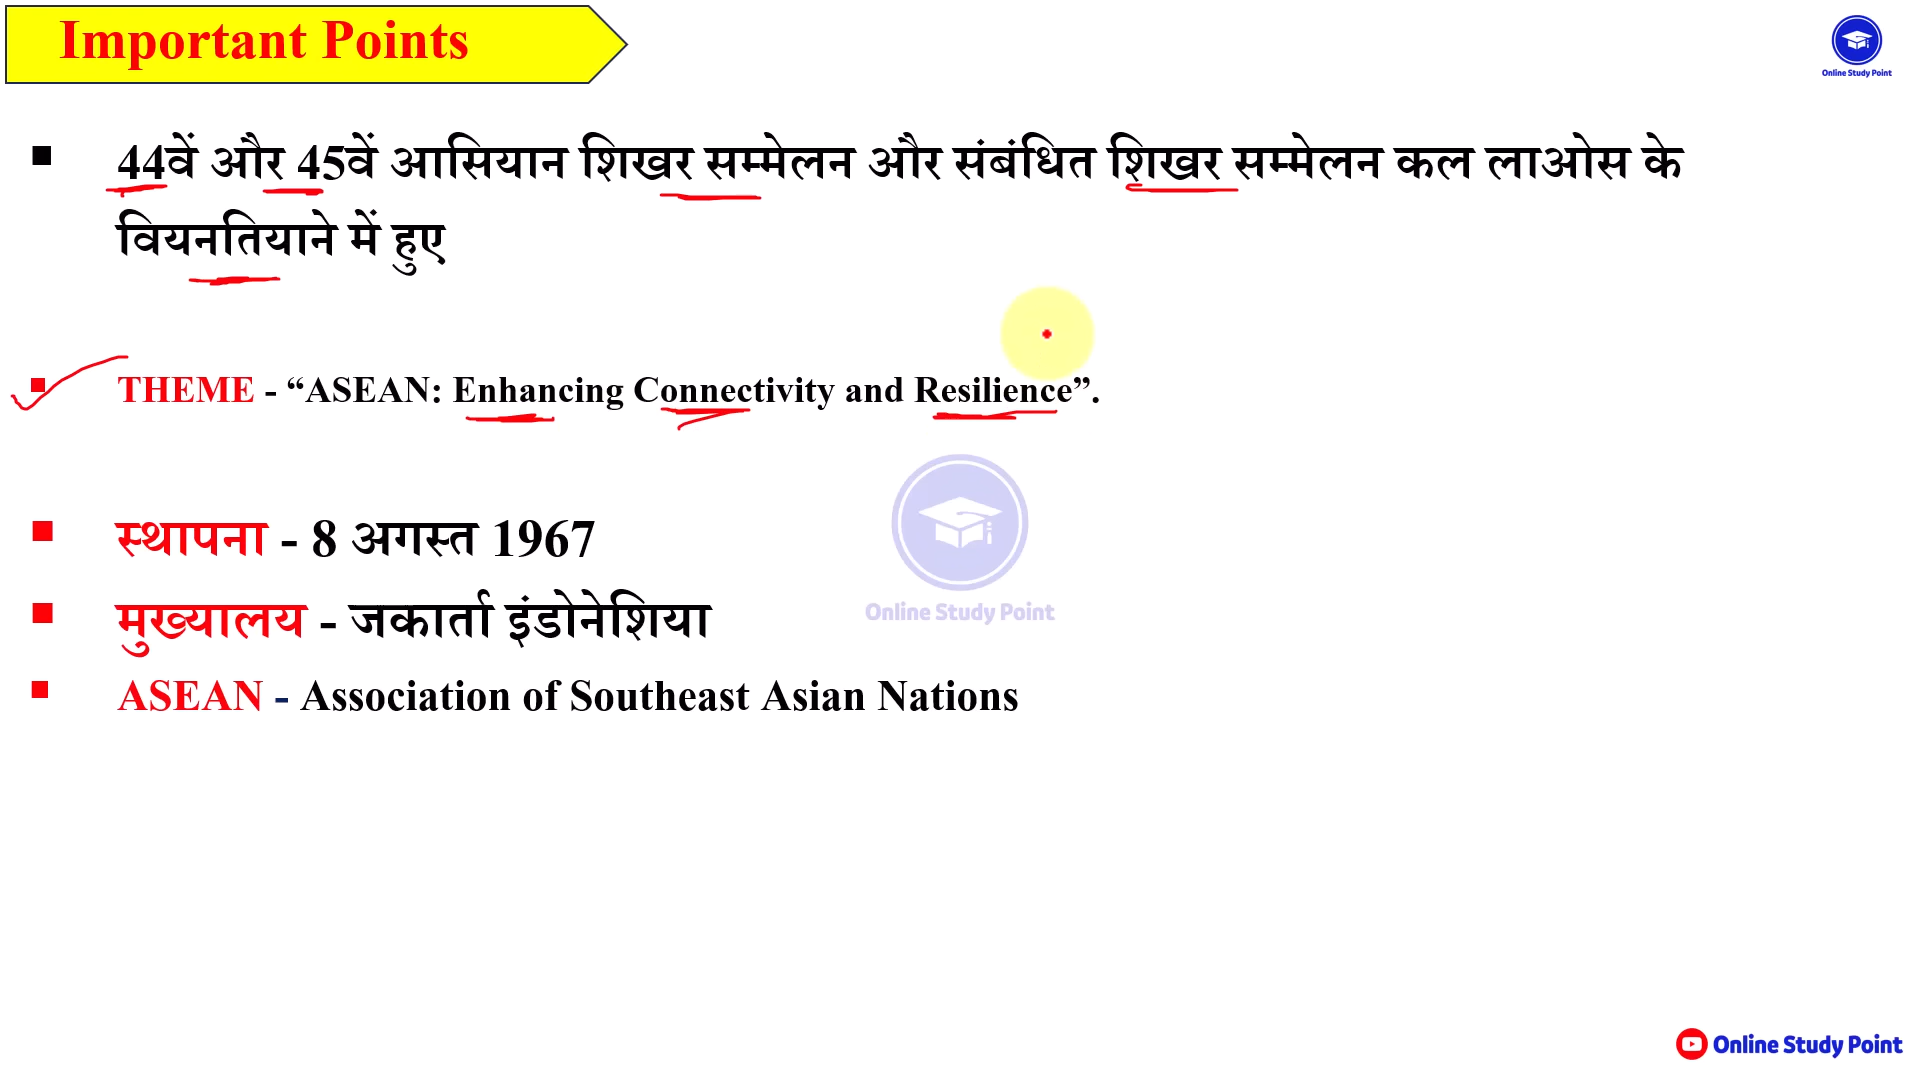 Important Points
Online Study Point
44वें और 45वें आसियान शिखर सम्मेलन और संबंधित शिखर सम्मेलन कल लाओस के
वियनतियाने में हुए
THEME - “ASEAN: Enhancing Connectivity and Resilience”.
स्थापना - 8 अगस्त 1967
मुख्यालय - जकार्ता इंडोनेशिया
Online Study Point
ASEAN - Association of Southeast Asian Nations
Online Study Point